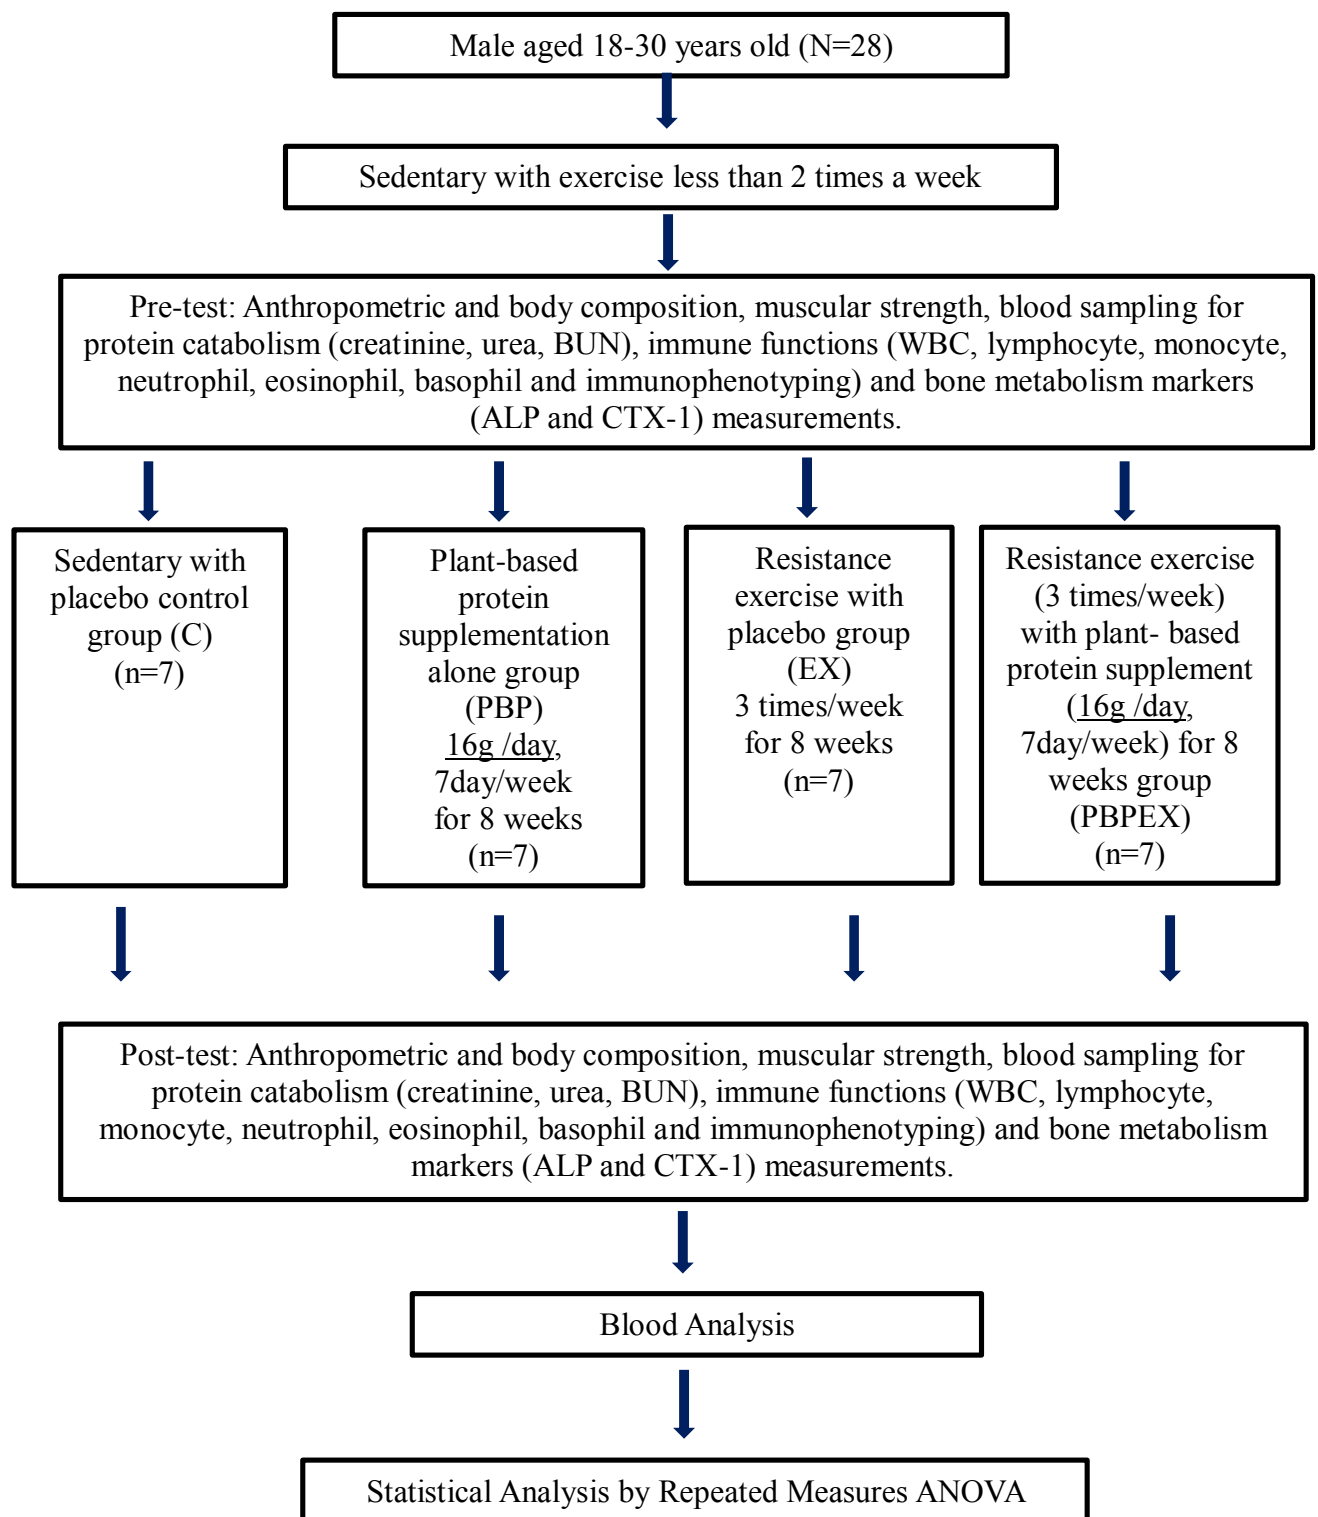 Male aged 18-30 years old (N=28)
Sedentary with exercise less than 2 times a week
Pre-test: Anthropometric and body composition, muscular strength, blood sampling for
protein catabolism (creatinine, urea, BUN), immune functions (WBC, lymphocyte, monocyte,
neutrophil, eosinophil, basophil and immunophenotyping) and bone metabolism markers
(ALP and CTX-1) measurements.
Sedentary with
placebo control
group (C)
(n=7)
Plant-based
protein
supplementation
alone group
(PBP)
16g /day,
7day/week
for 8 weeks
(n=7)
Resistance
exercise with
placebo group
(EX)
3 times/week
for 8 weeks
(n=7)
Resistance exercise
(3 times/week)
with plant- based
protein supplement
(16g /day,
7day/week) for 8
weeks group
(PBPEX)
(n=7)
Post-test: Anthropometric and body composition, muscular strength, blood sampling for
protein catabolism (creatinine, urea, BUN), immune functions (WBC, lymphocyte,
monocyte, neutrophil, eosinophil, basophil and immunophenotyping) and bone metabolism
markers (ALP and CTX-1) measurements.
Blood Analysis
Statistical Analysis by Repeated Measures ANOVA